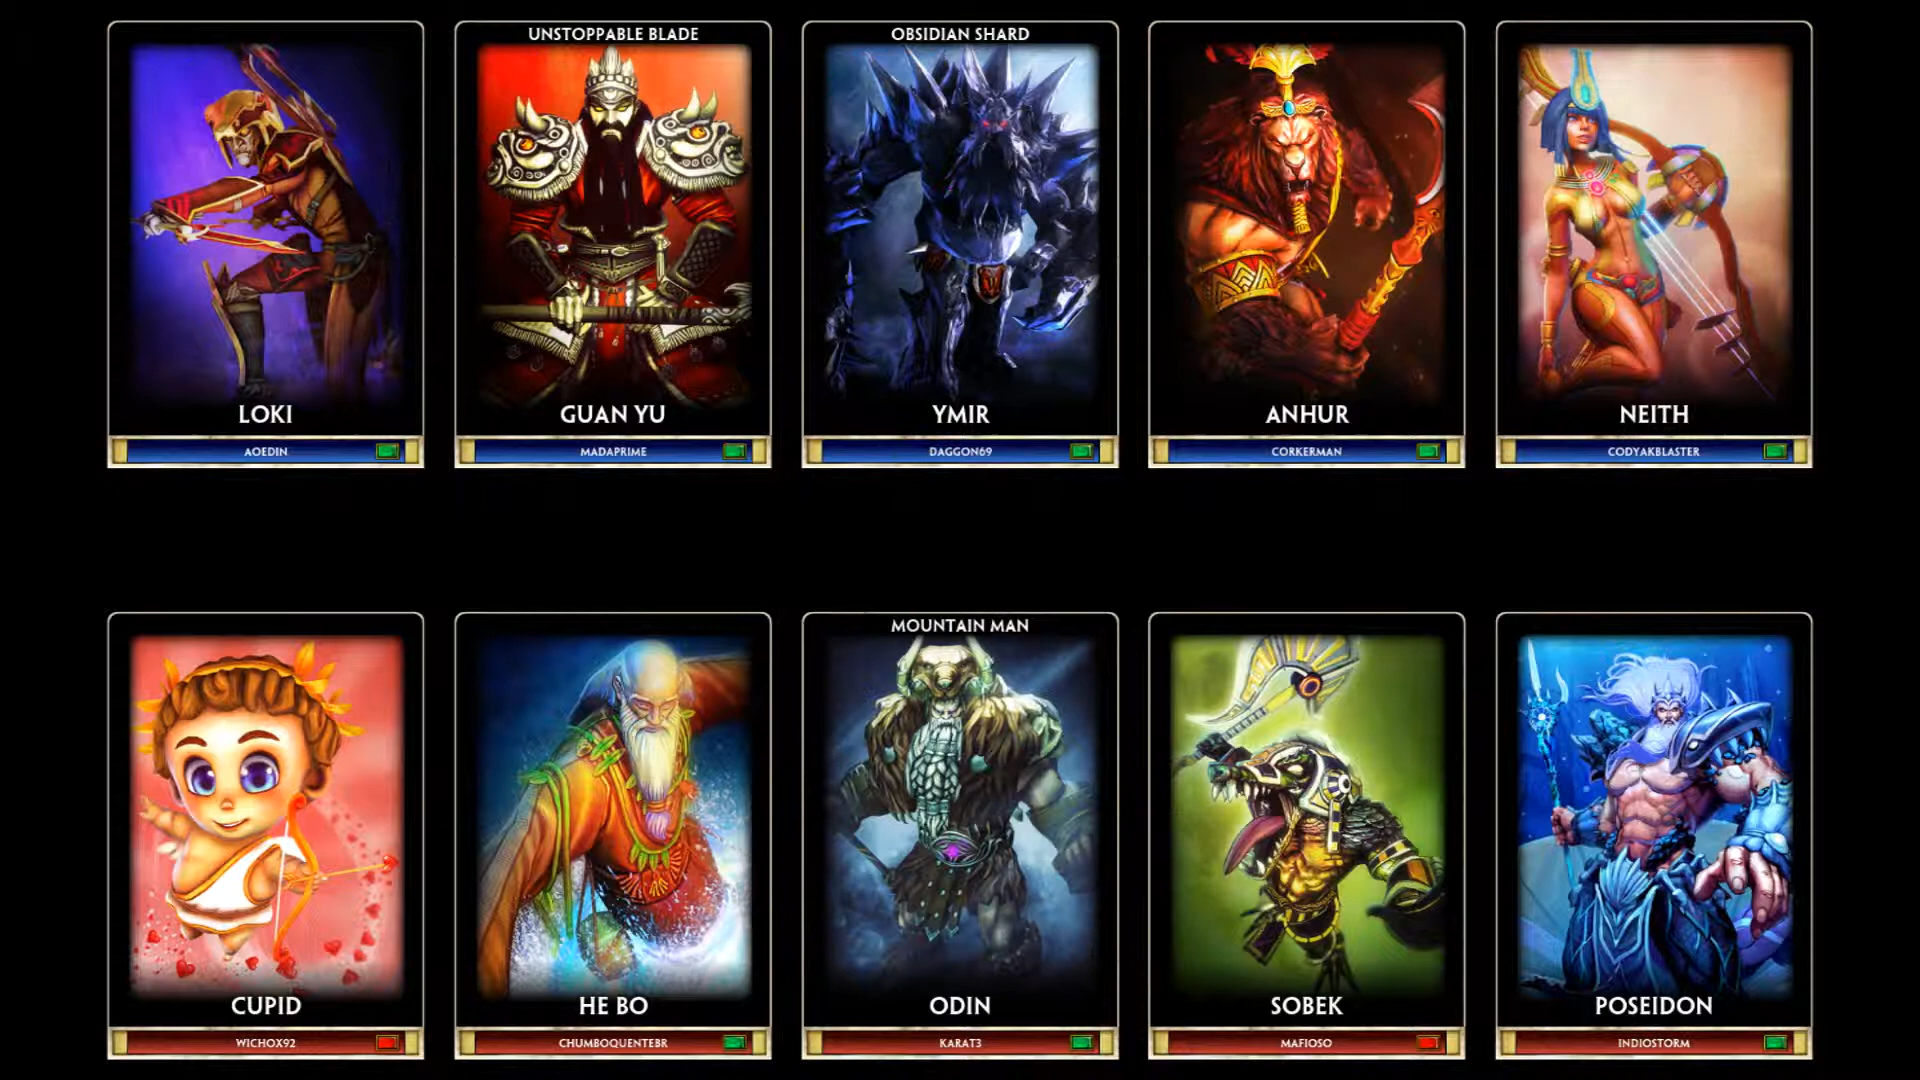 UNSTOPPABLE BLADE
OBSIDIAN SHARD
LOKI
GUAN YU
YMIR
ANHUR
NEITH
AOEDIN
MADAPRIME
DAGGON69
CORKERMAN
CODYAKBLASTER
MOUNTAIN MAN
CUPID
HE BO
ODIN
SOBEK
POSEIDON
WICHOX92
CHUMBOQUENTEBR
KARAT3
MAFIOSO
INDIOSTORM